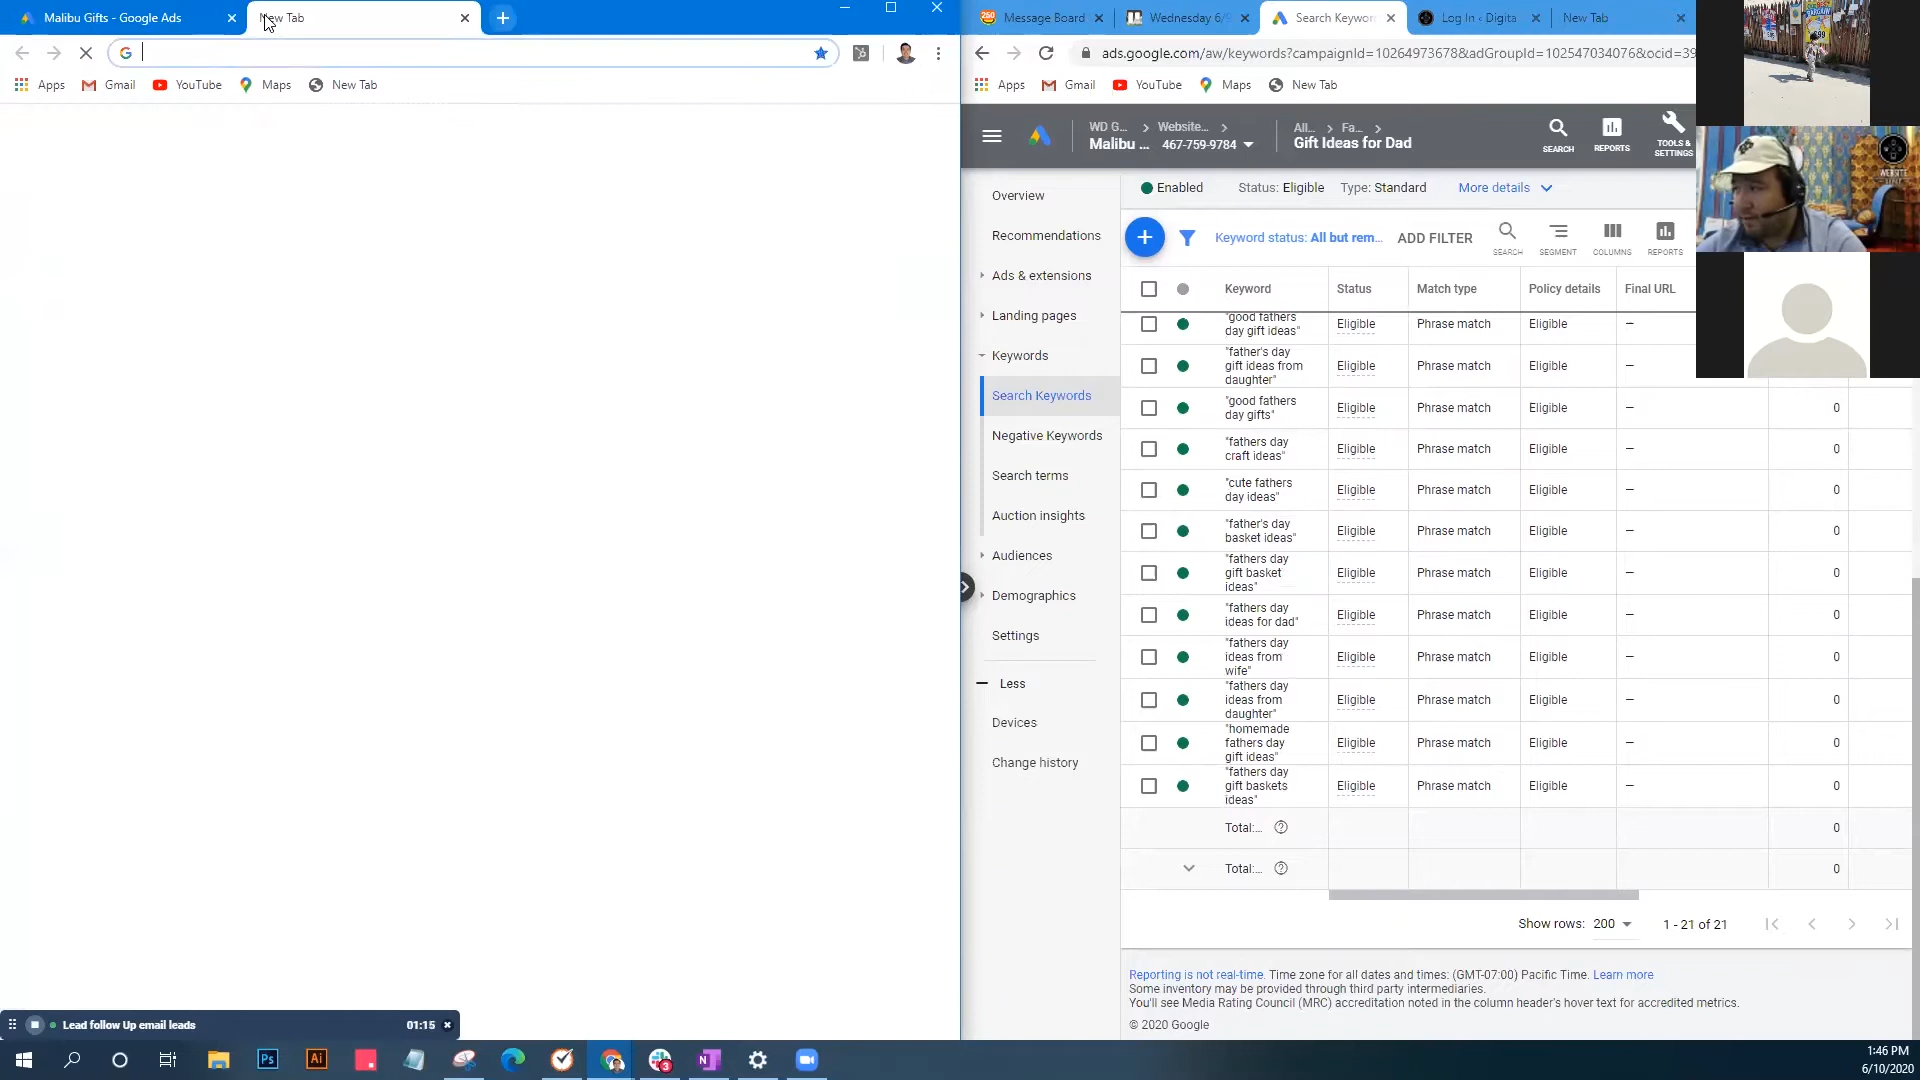 Malibu Gifts - Google Ads
New Tab
Apps
Gmail
YouTube
Maps
New Tab
Message Board
Wednesday 6/
Search Keywor
Log In ‹ Digita
New Tab
ads.google.com/aw/keywords?campaignId=10264973678&adGroupId=102547034076&ocid=39
Apps
Gmail
YouTube
Maps
New Tab
WD G... > Website... >
Malibu ... 467-759-9784
All... > Fa... >
Gift Ideas for Dad
SEARCH
REPORTS
TOOLS & SETTINGS
Overview
Recommendations
Ads & extensions
Landing pages
Keywords
Search Keywords
Negative Keywords
Search terms
Auction insights
Audiences
Demographics
Settings
Less
Devices
Change history
Enabled Status: Eligible Type: Standard More details
Keyword status: All but rem... ADD FILTER
SEARCH
SEGMENT
COLUMNS
REPORTS
Keyword Status Match type Policy details Final URL
"good fathers
day gift ideas" Eligible Phrase match Eligible –
"father's day
gift ideas from
daughter" Eligible Phrase match Eligible –
"good fathers
day gifts" Eligible Phrase match Eligible – 0
"fathers day
craft ideas" Eligible Phrase match Eligible – 0
"cute fathers
day ideas" Eligible Phrase match Eligible – 0
"father's day
basket ideas" Eligible Phrase match Eligible – 0
"fathers day
gift basket
ideas" Eligible Phrase match Eligible – 0
"fathers day
ideas for dad" Eligible Phrase match Eligible – 0
"fathers day
ideas from
wife" Eligible Phrase match Eligible – 0
"fathers day
ideas from
daughter" Eligible Phrase match Eligible – 0
"homemade
fathers day
gift ideas" Eligible Phrase match Eligible – 0
"fathers day
gift baskets
ideas" Eligible Phrase match Eligible – 0
Total:... 0
Total:... 0
Show rows: 200 1 - 21 of 21
Reporting is not real-time. Time zone for all dates and times: (GMT-07:00) Pacific Time. Learn more
Some inventory may be provided through third party intermediaries.
You'll see Media Rating Council (MRC) accreditation noted in the column header's hover text for accredited metrics.
© 2020 Google
Lead follow Up email leads 01:15
1:46 PM
6/10/2020